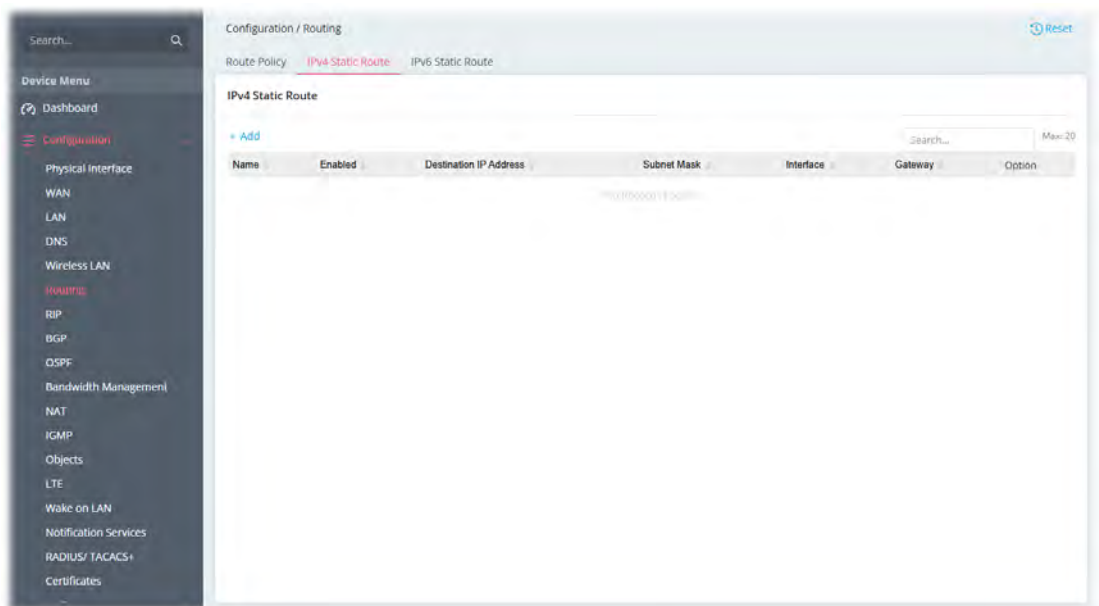 Search...
Device Menu
Dashboard
Configuration
Physical Interface
WAN
LAN
DNS
Wireless LAN
Routing
RIP
BGP
OSPF
Bandwidth Management
NAT
IGMP
Objects
LTE
Wake on LAN
Notification Services
RADIUS/ TACACS+
Certificates
Configuration / Routing
Reset
Route Policy IPv4 Static Route IPv6 Static Route
IPv4 Static Route
+ Add
Search...
Max: 20
Name Enabled Destination IP Address Subnet Mask Interface Gateway Option